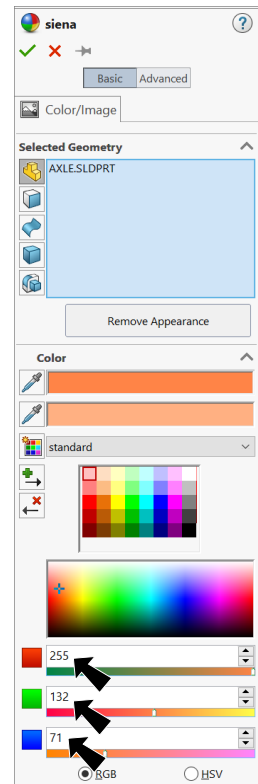 siena
?
Basic Advanced
Color/Image
Selected Geometry
AXLE.SLDPRT
Remove Appearance
Color
standard
255
132
71
RGB HSV